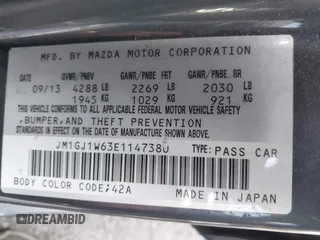 MFD. BY MAZDA MOTOR CORPORATION
GVWR/PNBV GAWR/PNBE FRT GAWR/PNBE RR
09/13 4288 LB 2269 LB 2030 LB
1945 KG 1029 KG 921 KG
THIS VEHICLE CONFORMS TO ALL APPLICABLE FEDERAL MOTOR VEHICLE SAFETY
,BUMPER, AND THEFT PREVENTION
STANDARDS IN EFFECT ON THE DATE OF MANUFACTURE SHOWN ABOVE.
JM1GJ1W63E1147380 TYPE:PASS CAR
BODY COLOR CODE:42A MADE IN JAPAN
DREAMBID